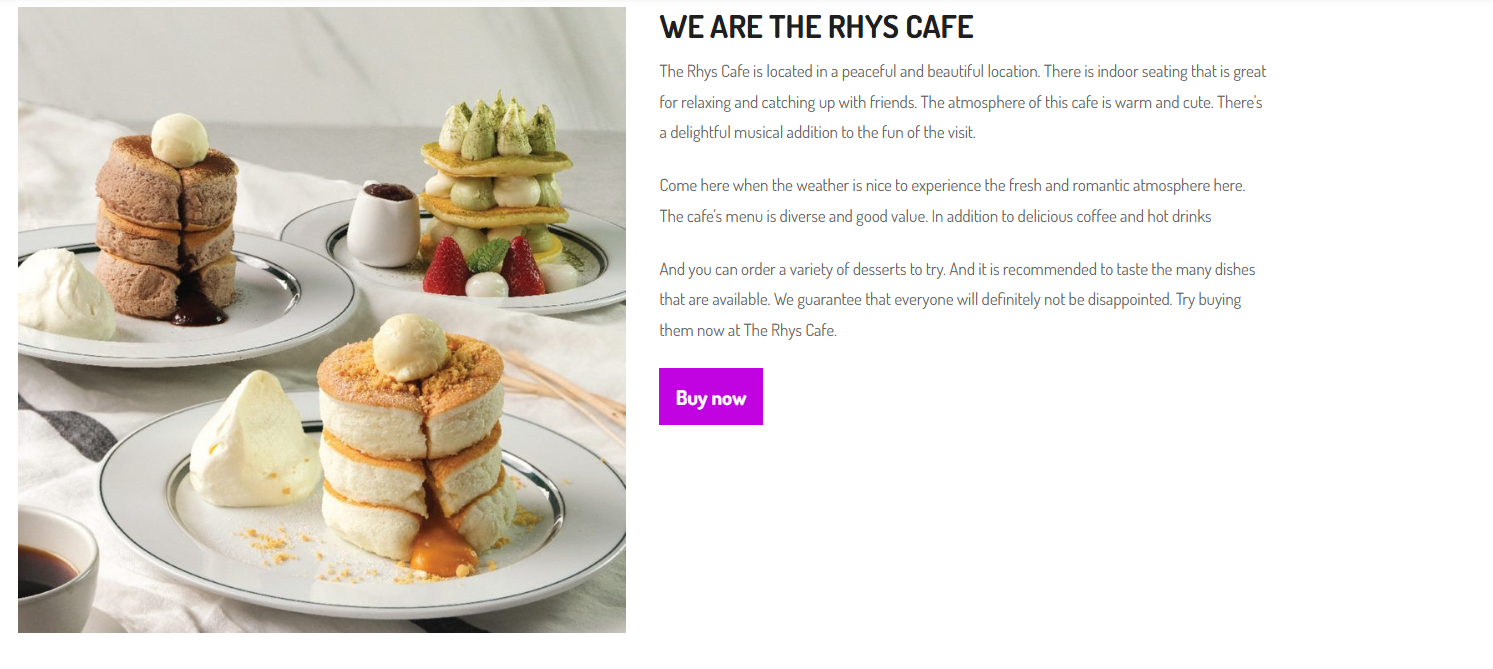 WE ARE THE RHYS CAFE
The Rhys Cafe is located in a peaceful and beautiful location. There is indoor seating that is great
for relaxing and catching up with friends. The atmosphere of this cafe is warm and cute. There's
a delightful musical addition to the fun of the visit.
Come here when the weather is nice to experience the fresh and romantic atmosphere here.
The cafe's menu is diverse and good value. In addition to delicious coffee and hot drinks
And you can order a variety of desserts to try. And it is recommended to taste the many dishes
that are available. We guarantee that everyone will definitely not be disappointed. Try buying
them now at The Rhys Cafe.
Buy now